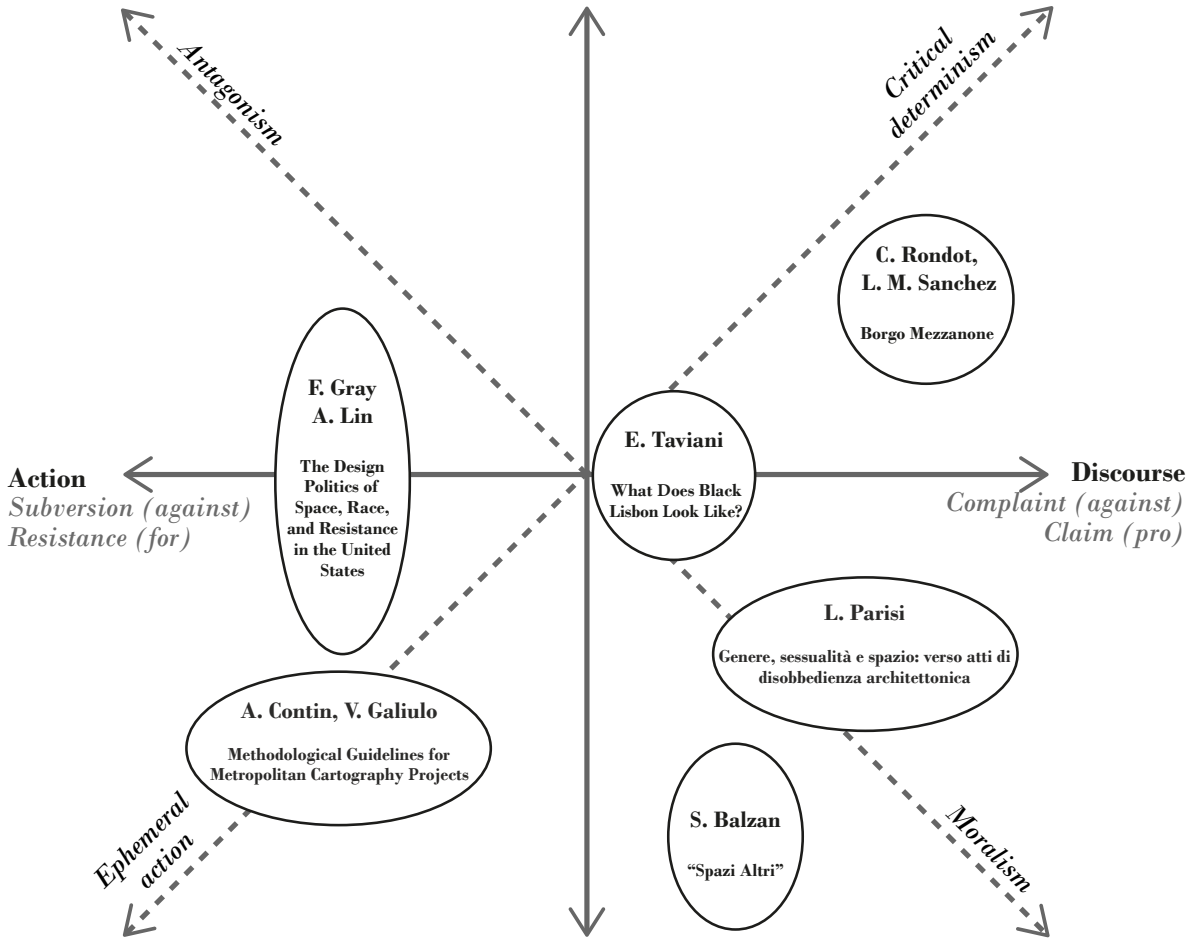 Antagonism
Critical
determinism
C. Rondot,
L. M. Sanchez
Borgo Mezzanone
F. Gray
A. Lin
The Design
Politics of
Space, Race,
and Resistance
in the United
States
E. Taviani
What Does Black
Lisbon Look Like?
Action
Subversion (against)
Resistance (for)
Discourse
Complaint (against)
Claim (pro)
L. Parisi
Genere, sessualità e spazio: verso atti di
disobbedienza architettonica
A. Contin, V. Galiulo
Methodological Guidelines for
Metropolitan Cartography Projects
S. Balzan
“Spazi Altri”
Ephemeral
action
Moralism